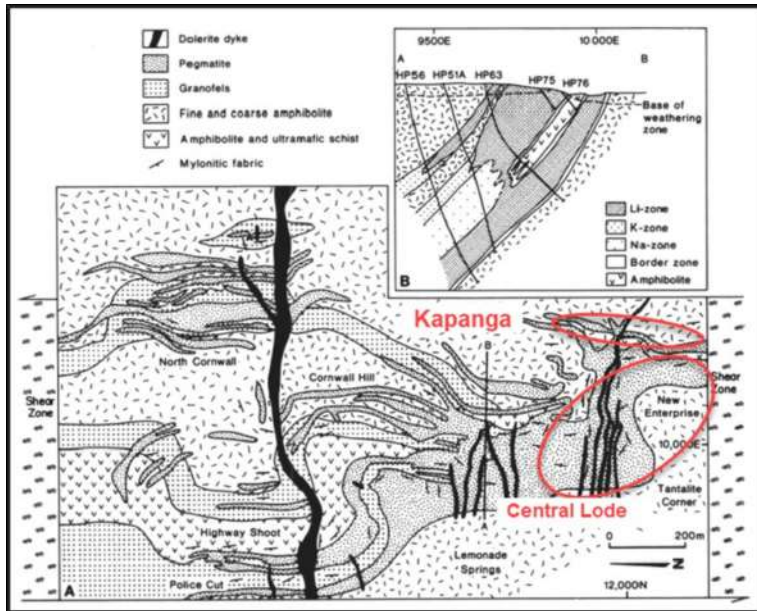 Dolerite dyke
Pegmatite
Granofels
Fine and coarse amphibolite
Amphibolite and ultramafic schist
Mylonitic fabric
9500E
10 000E
A
B
HP56
HP51A
HP63
HP75
HP76
Base of
weathering
zone
Li-zone
K-zone
Na-zone
Border zone
Amphibolite
B
Kapanga
North Cornwall
Cornwall Hill
B
Shear
Zone
Shear
Zone
New
Enterprise
10,000E
Tantalite
Corner
Central Lode
A
Highway Shoot
Lemonade
Springs
0
200m
N
Police Cut
A
12,000N